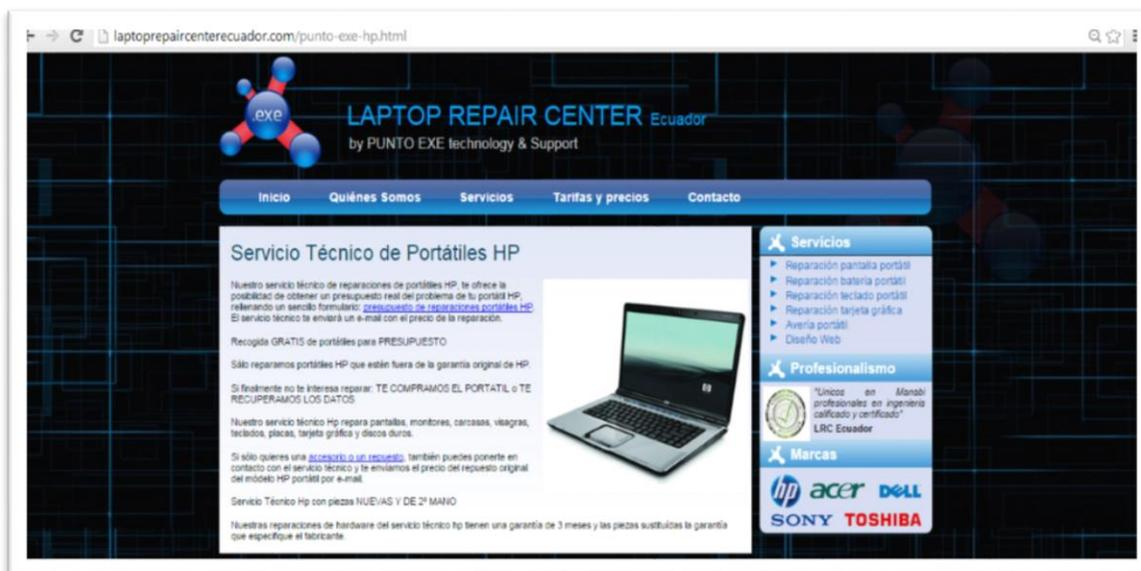 laptoprepaircenterecuador.com/punto-exe-hp.html
.exe
LAPTOP REPAIR CENTER Ecuador
by PUNTO EXE technology & Support
Inicio Quiénes Somos Servicios Tarifas y precios Contacto
Servicio Técnico de Portátiles HP
Nuestro servicio técnico de reparaciones de portátiles HP, te ofrece la
posibilidad de obtener un presupuesto real del problema de tu portátil HP,
rellenando un sencillo formulario: presupuesto de reparaciones portátiles HP.
El servicio técnico te enviará un e-mail con el precio de la reparación.
Recogida GRATIS de portátiles para PRESUPUESTO
Sólo reparamos portátiles HP que estén fuera de la garantía original de HP.
Si finalmente no te interesa reparar: TE COMPRAMOS EL PORTATIL o TE
RECUPERAMOS LOS DATOS
Nuestro servicio técnico Hp repara pantallas, monitores, carcasas, visagras,
teclados, placas, tarjeta gráfica y discos duros.
Si sólo quieres una accesorio o un repuesto, también puedes ponerte en
contacto con el servicio técnico y te enviamos el precio del repuesto original
del módelo HP portátil por e-mail.
Servicio Técnico Hp con piezas NUEVAS Y DE 2ª MANO
Nuestras reparaciones de hardware del servicio técnico hp tienen una garantía de 3 meses y las piezas sustituídas la garantía
que especifique el fabricante.
Servicios
Reparación pantalla portátil
Reparación batería portátil
Reparación teclado portátil
Reparación tarjeta gráfica
Avería portátil
Diseño Web
Profesionalismo
"Unicos en Manabi
profesionales en ingenieria
calificado y certificado"
LRC Ecuador
Marcas
hp acer DELL
SONY TOSHIBA